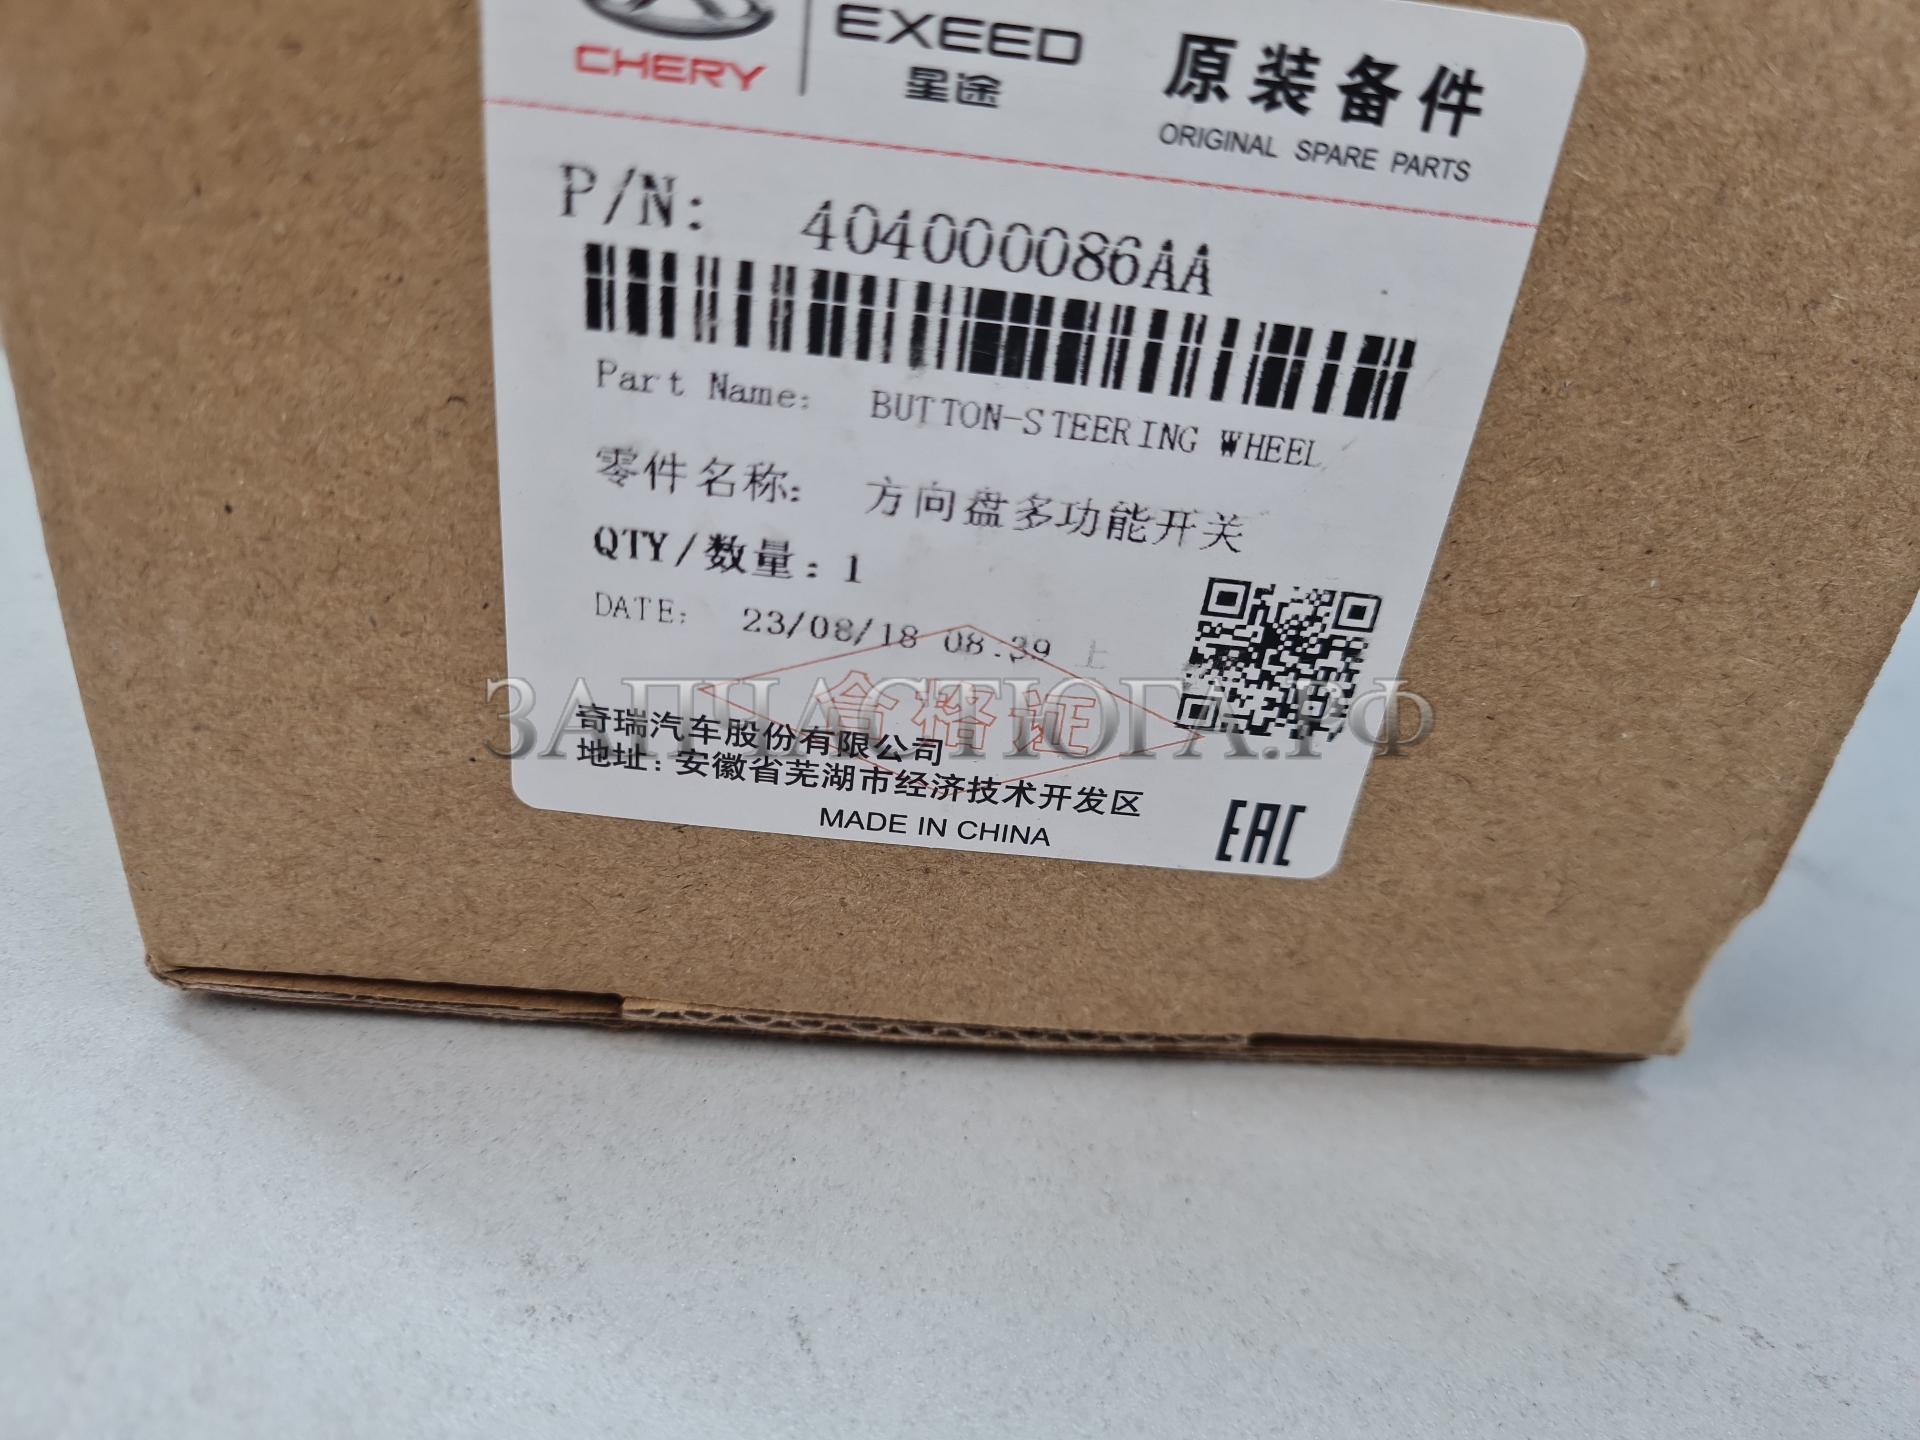 CHERY
EXEED
星途
原装备件
ORIGINAL SPARE PARTS
P/N: 404000086AA
Part Name: BUTTON-STEERING WHEEL
零件名称: 方向盘多功能开关
QTY/数量: 1
DATE: 23/08/18 08:39 上
合格证
ЗАПЧАСТЮГА.РФ
奇瑞汽车股份有限公司
地址: 安徽省芜湖市经济技术开发区
MADE IN CHINA
EAC